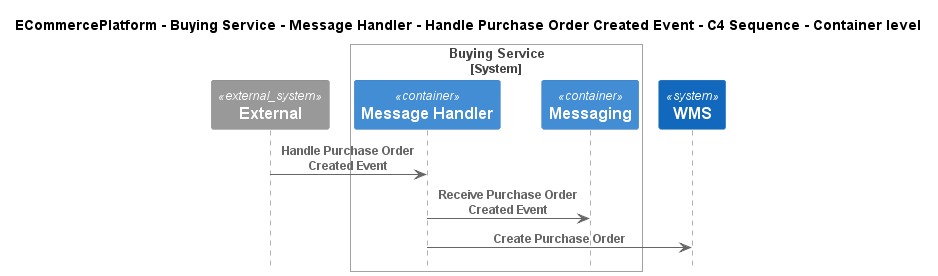 ECommercePlatform - Buying Service - Message Handler - Handle Purchase Order Created Event - C4 Sequence - Container level
Buying Service
[System]
«external_system»
External
«container»
Message Handler
«container»
Messaging
«system»
WMS
Handle Purchase Order
Created Event
Receive Purchase Order
Created Event
Create Purchase Order